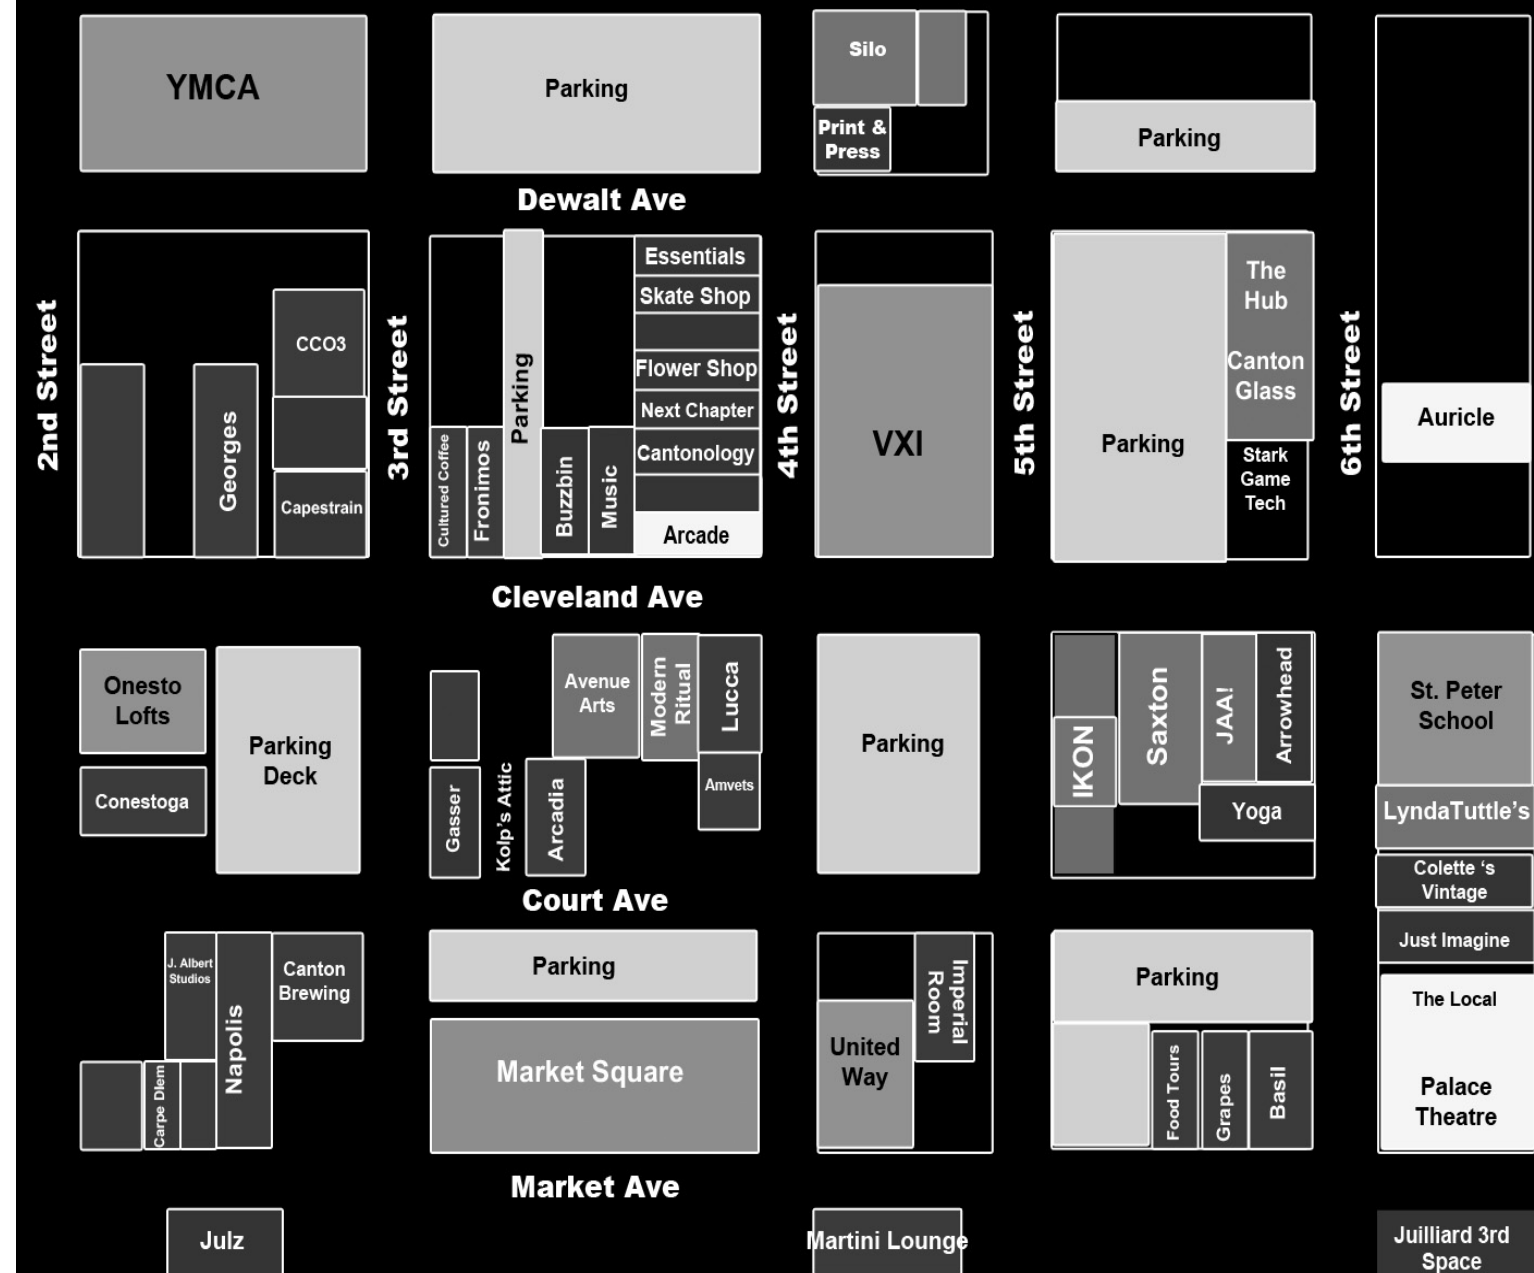 YMCA
Parking
Silo
Print &
Press
Parking
Dewalt Ave
2nd Street
CCO3
Georges
Capestrain
3rd Street
Cultured Coffee
Fronimos
Parking
Buzzbin
Music
Essentials
Skate Shop
Flower Shop
Next Chapter
Cantonology
Arcade
4th Street
VXI
5th Street
Parking
The
Hub
Canton
Glass
Stark
Game
Tech
6th Street
Auricle
Cleveland Ave
Onesto
Lofts
Conestoga
Parking
Deck
Gasser
Kolp's Attic
Arcadia
Avenue
Arts
Modern
Ritual
Lucca
Amvets
Parking
IKON
Saxton
JAA!
Arrowhead
Yoga
St. Peter
School
LyndaTuttle's
Colette ‘s
Vintage
Just Imagine
Court Ave
J. Albert
Studios
Carpe DIem
Napolis
Canton
Brewing
Parking
Market Square
United
Way
Imperial
Room
Parking
Food Tours
Grapes
Basil
The Local
Palace
Theatre
Market Ave
Julz
Martini Lounge
Juilliard 3rd
Space